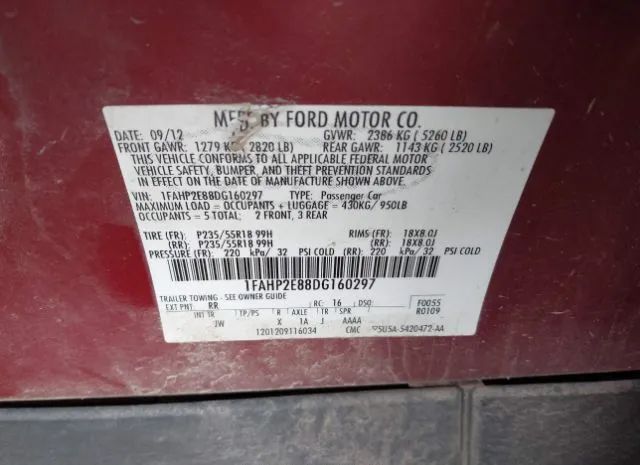 MFD. BY FORD MOTOR CO.
DATE: 09/12 GVWR: 2386 KG ( 5260 LB)
FRONT GAWR: 1279 KG ( 2820 LB) REAR GAWR: 1143 KG ( 2520 LB)
THIS VEHICLE CONFORMS TO ALL APPLICABLE FEDERAL MOTOR
VEHICLE SAFETY, BUMPER, AND THEFT PREVENTION STANDARDS
IN EFFECT ON THE DATE OF MANUFACTURE SHOWN ABOVE.
VIN: 1FAHP2E88DG160297 TYPE: Passenger Car
MAXIMUM LOAD = OCCUPANTS + LUGGAGE = 430KG/ 950LB
OCCUPANTS = 5 TOTAL: 2 FRONT, 3 REAR
TIRE (FR): P235/55R18 99H RIMS (FR): 18X8.0J
(RR): P235/55R18 99H (RR): 18X8.0J
PRESSURE (FR): 220 kPa/ 32 PSI COLD (RR): 220 kPa/ 32 PSI COLD
1FAHP2E88DG160297
TRAILER TOWING - SEE OWNER GUIDE
EXT PNT: RR RC: 16 DSO: F0055
INT TR TP/PS R AXLE TR SPR R0109
JW X 1A J AAAA
1201209116034 CMC 5U5A-5420472-AA